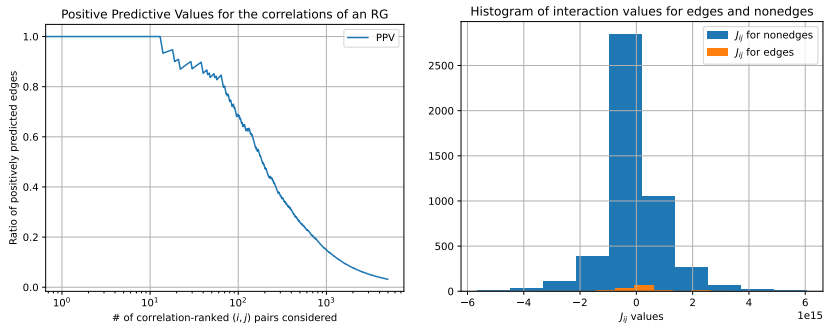 Positive Predictive Values for the correlations of an RG
Ratio of positively predicted edges
1.0
0.8
0.6
0.4
0.2
0.0
PPV
10⁰
10¹
10²
10³
# of correlation-ranked (i, j) pairs considered
Histogram of interaction values for edges and nonedges
2500
2000
1500
1000
500
0
Jᵢⱼ for nonedges
Jᵢⱼ for edges
−6
−4
−2
0
2
4
6
1e15
Jᵢⱼ values